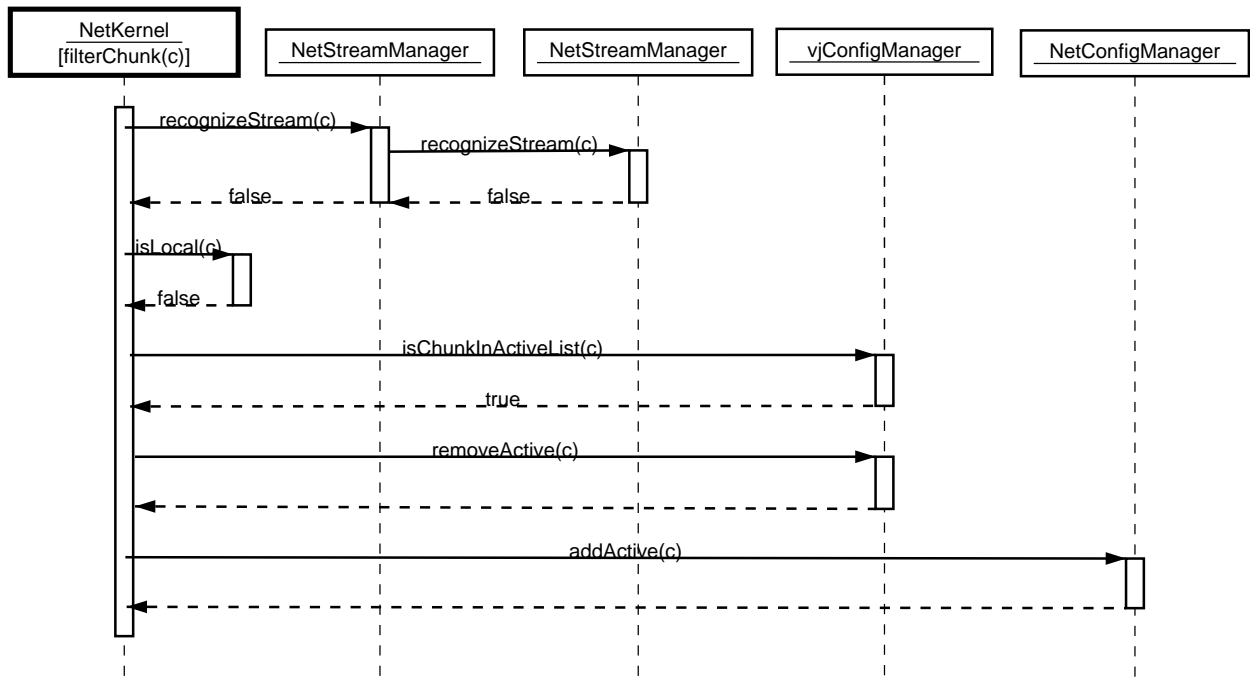 NetKernel
[filterChunk(c)]
NetStreamManager
NetStreamManager
vjConfigManager
NetConfigManager
recognizeStream(c)
recognizeStream(c)
false
false
isLocal(c)
false
isChunkInActiveList(c)
true
removeActive(c)
addActive(c)